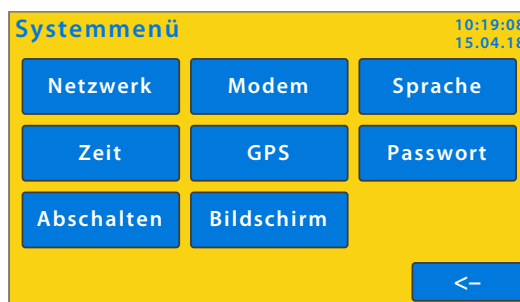 Systemmenü
10:19:08
15.04.18
Netzwerk Modem Sprache
Zeit GPS Passwort
Abschalten Bildschirm
<–